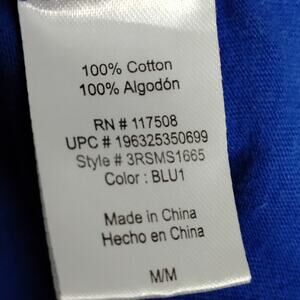 100% Cotton
100% Algodón
RN # 117508
UPC # 196325350699
Style # 3RSMS1665
Color : BLU1
Made in China
Hecho en China
M/M